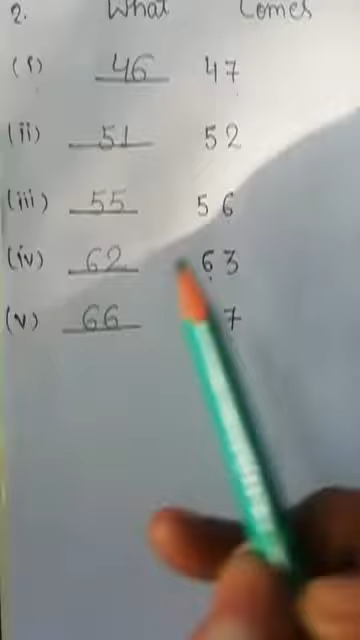 2. What Comes
(i) 46 47
(ii) 51 52
(iii) 55 56
(iv) 62 63
(v) 66 7